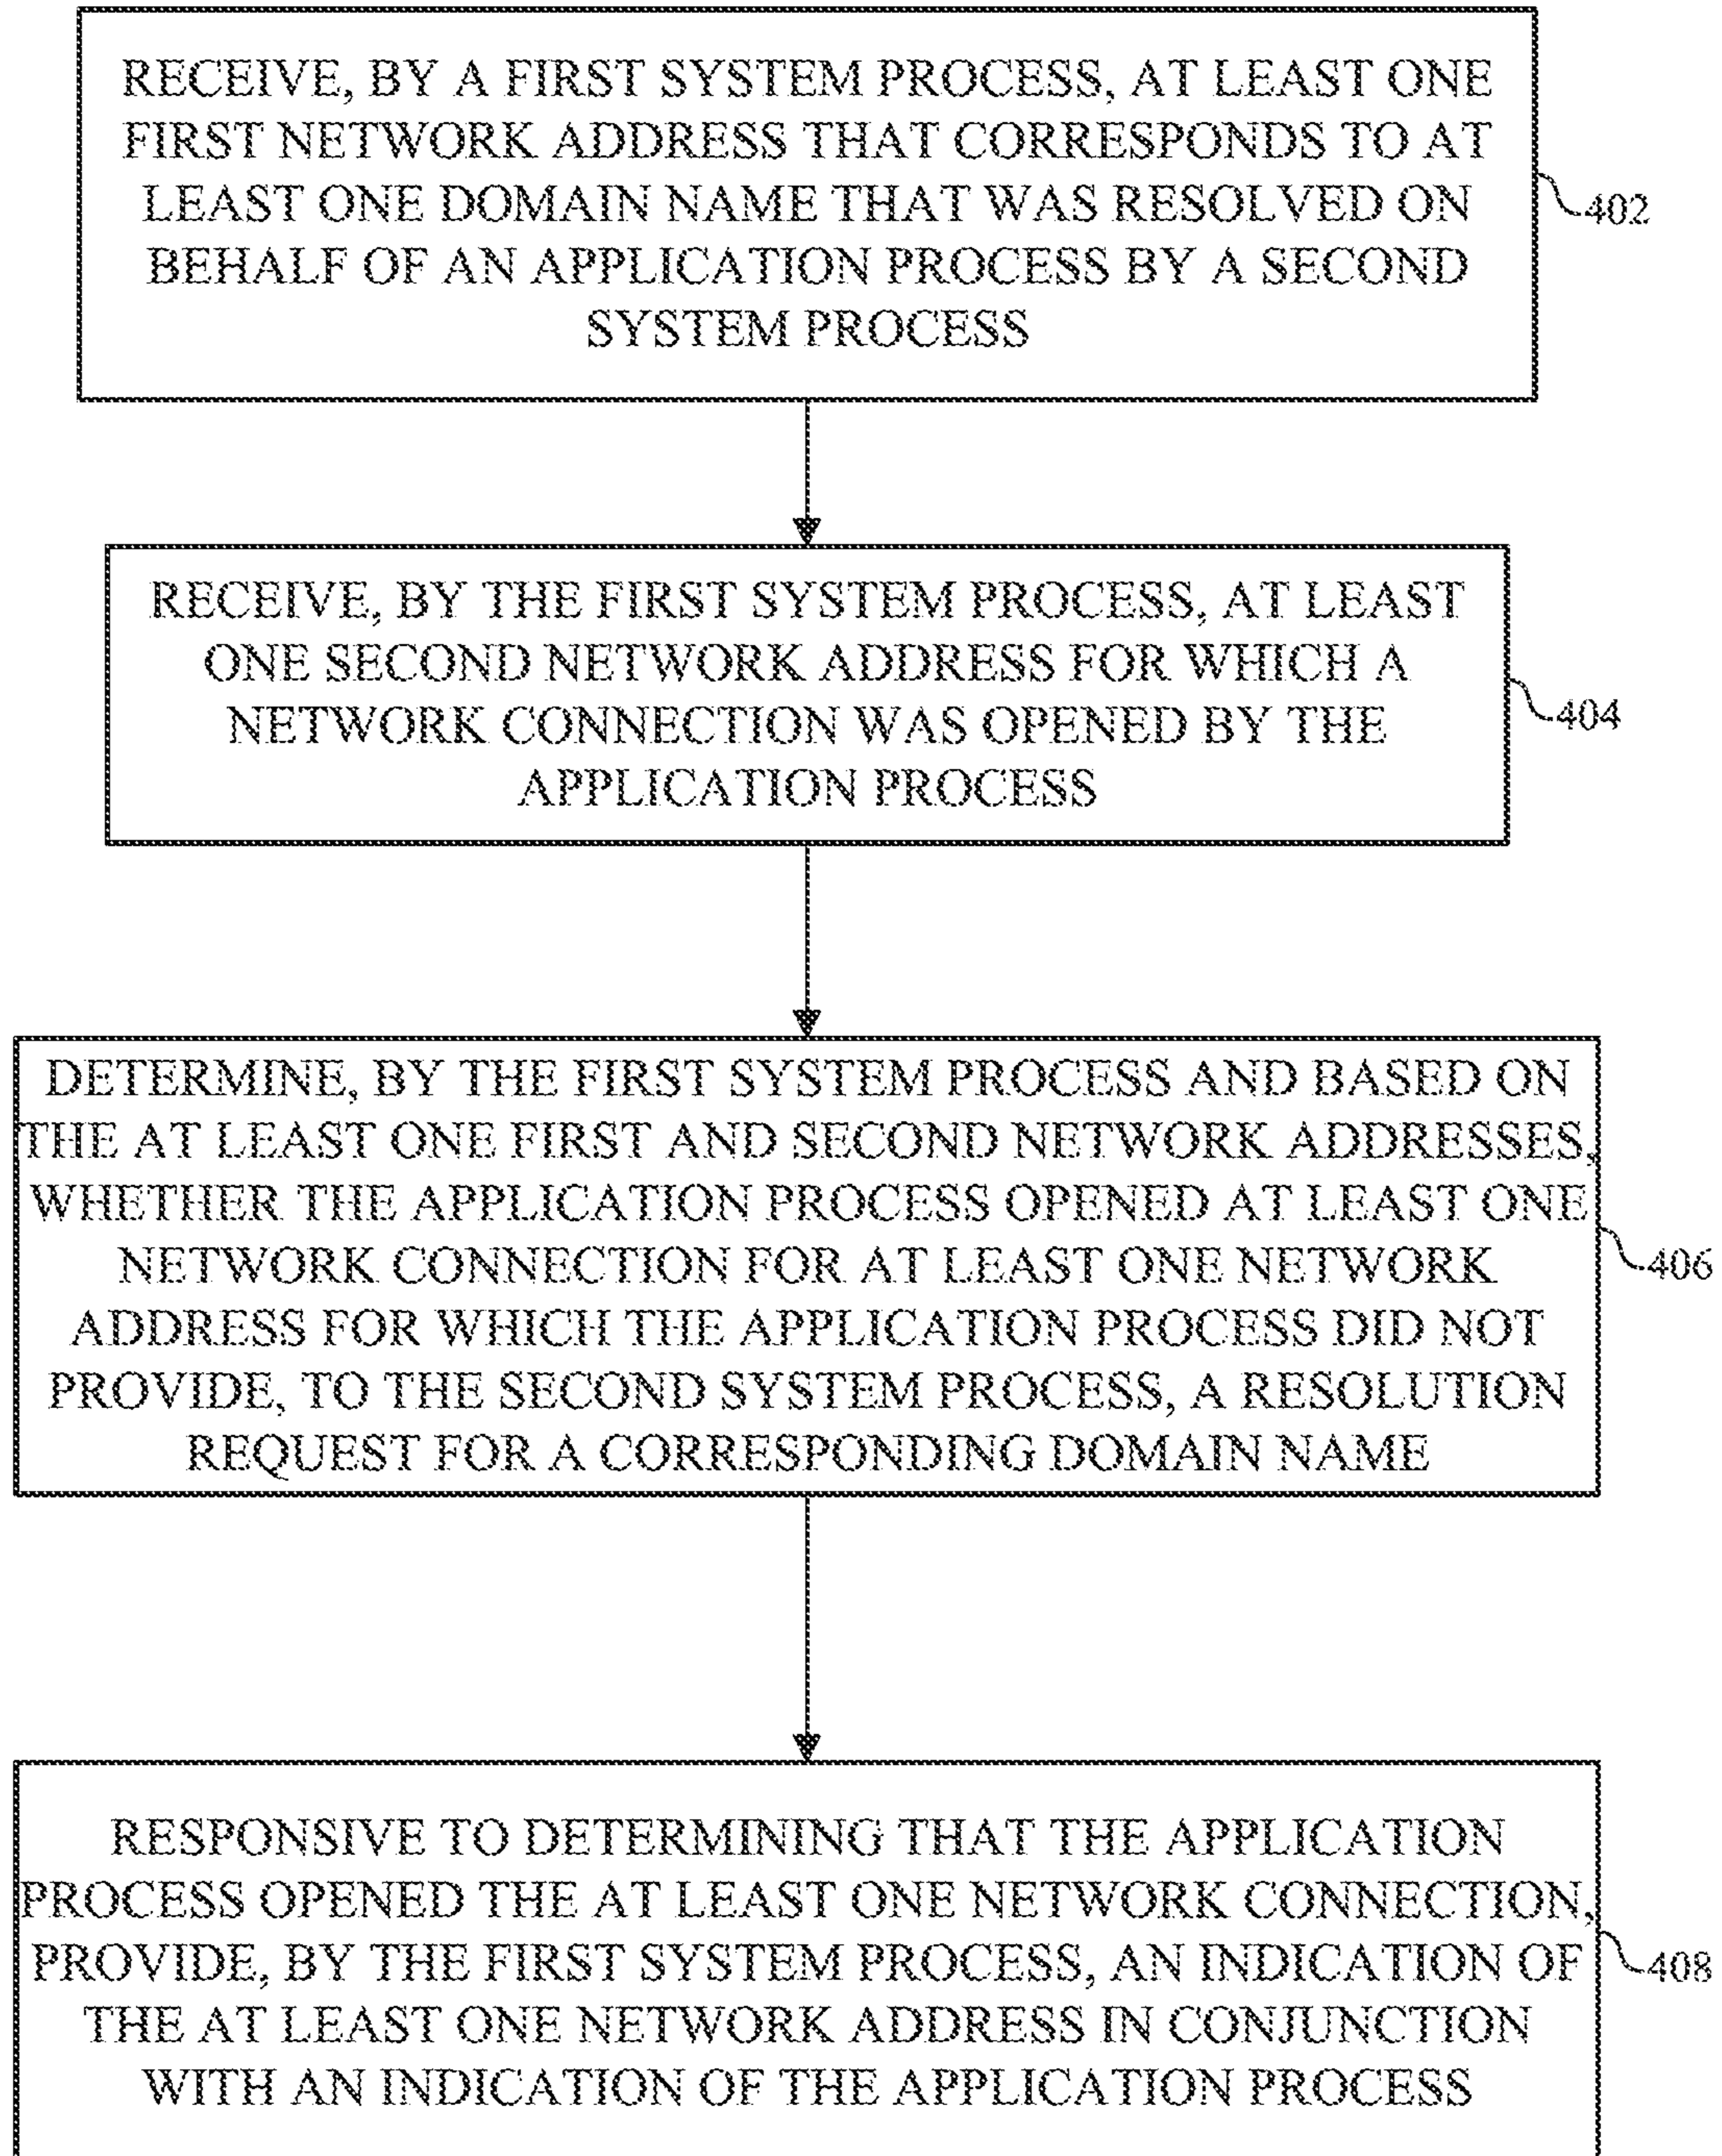 RECEIVE, BY A FIRST SYSTEM PROCESS, AT LEAST ONE
FIRST NETWORK ADDRESS THAT CORRESPONDS TO AT
LEAST ONE DOMAIN NAME THAT WAS RESOLVED ON
BEHALF OF AN APPLICATION PROCESS BY A SECOND
SYSTEM PROCESS
402
RECEIVE, BY THE FIRST SYSTEM PROCESS, AT LEAST
ONE SECOND NETWORK ADDRESS FOR WHICH A
NETWORK CONNECTION WAS OPENED BY THE
APPLICATION PROCESS
404
DETERMINE, BY THE FIRST SYSTEM PROCESS AND BASED ON
THE AT LEAST ONE FIRST AND SECOND NETWORK ADDRESSES,
WHETHER THE APPLICATION PROCESS OPENED AT LEAST ONE
NETWORK CONNECTION FOR AT LEAST ONE NETWORK
ADDRESS FOR WHICH THE APPLICATION PROCESS DID NOT
PROVIDE, TO THE SECOND SYSTEM PROCESS, A RESOLUTION
REQUEST FOR A CORRESPONDING DOMAIN NAME
406
RESPONSIVE TO DETERMINING THAT THE APPLICATION
PROCESS OPENED THE AT LEAST ONE NETWORK CONNECTION,
PROVIDE, BY THE FIRST SYSTEM PROCESS, AN INDICATION OF
THE AT LEAST ONE NETWORK ADDRESS IN CONJUNCTION
WITH AN INDICATION OF THE APPLICATION PROCESS
408